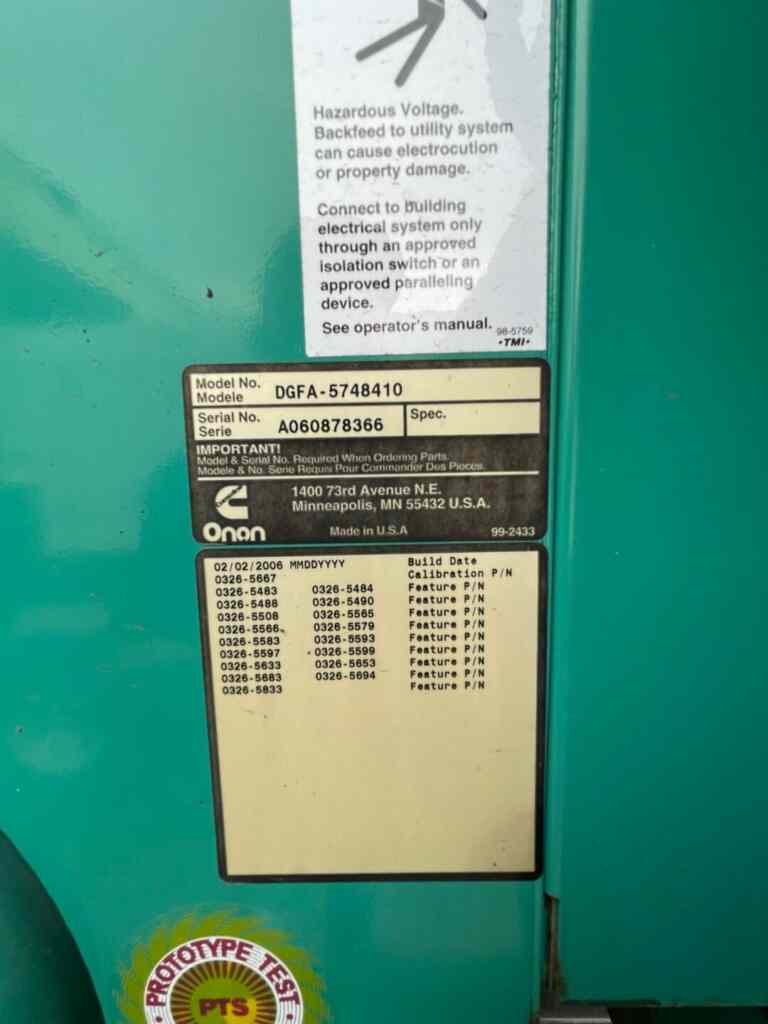 Hazardous Voltage.
Backfeed to utility system
can cause electrocution
or property damage.
Connect to building
electrical system only
through an approved
isolation switch or an
approved paralleling
device.
See operator's manual.
98-5759
•TMI•
Model No.
Modele
DGFA-5748410
Serial No.
Serie
A060878366
Spec.
IMPORTANT!
Model & Serial No. Required When Ordering Parts.
Modele & No. Serie Requis Pour Commander Des Pieces.
1400 73rd Avenue N.E.
Minneapolis, MN 55432 U.S.A.
Onan
Made in U.S.A
99-2433
02/02/2006 MMDDYYYY Build Date
0326-5667 Calibration P/N
0326-5483 0326-5484 Feature P/N
0326-5488 0326-5490 Feature P/N
0326-5508 0326-5565 Feature P/N
0326-5566 0326-5579 Feature P/N
0326-5583 0326-5593 Feature P/N
0326-5597 0326-5599 Feature P/N
0326-5633 0326-5653 Feature P/N
0326-5683 0326-5694 Feature P/N
0326-5833 Feature P/N
PROTOTYPE TEST
PTS